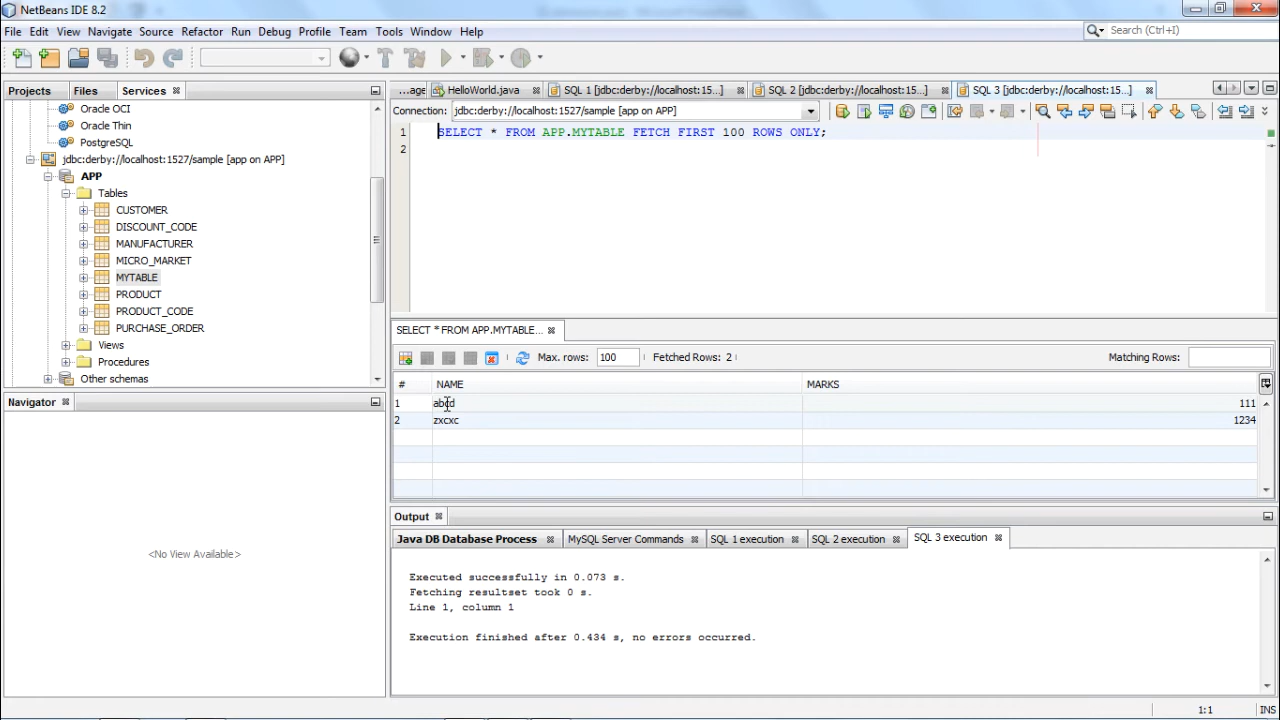 NetBeans IDE 8.2
File Edit View Navigate Source Refactor Run Debug Profile Team Tools Window Help
Search (Ctrl+I)
Projects Files Services
Oracle OCI
Oracle Thin
PostgreSQL
jdbc:derby://localhost:1527/sample [app on APP]
APP
Tables
CUSTOMER
DISCOUNT_CODE
MANUFACTURER
MICRO_MARKET
MYTABLE
PRODUCT
PRODUCT_CODE
PURCHASE_ORDER
Views
Procedures
Other schemas
Navigator
<No View Available>
...age HelloWorld.java SQL 1 [jdbc:derby://localhost:15...] SQL 2 [jdbc:derby://localhost:15...] SQL 3 [jdbc:derby://localhost:15...]
Connection: jdbc:derby://localhost:1527/sample [app on APP]
1 SELECT * FROM APP.MYTABLE FETCH FIRST 100 ROWS ONLY;
2
SELECT * FROM APP.MYTABLE...
Max. rows: 100 Fetched Rows: 2 Matching Rows:
# NAME MARKS
1 abcd 111
2 zxcxc 1234
Output
Java DB Database Process MySQL Server Commands SQL 1 execution SQL 2 execution SQL 3 execution
Executed successfully in 0.073 s.
Fetching resultset took 0 s.
Line 1, column 1
Execution finished after 0.434 s, no errors occurred.
1:1 INS